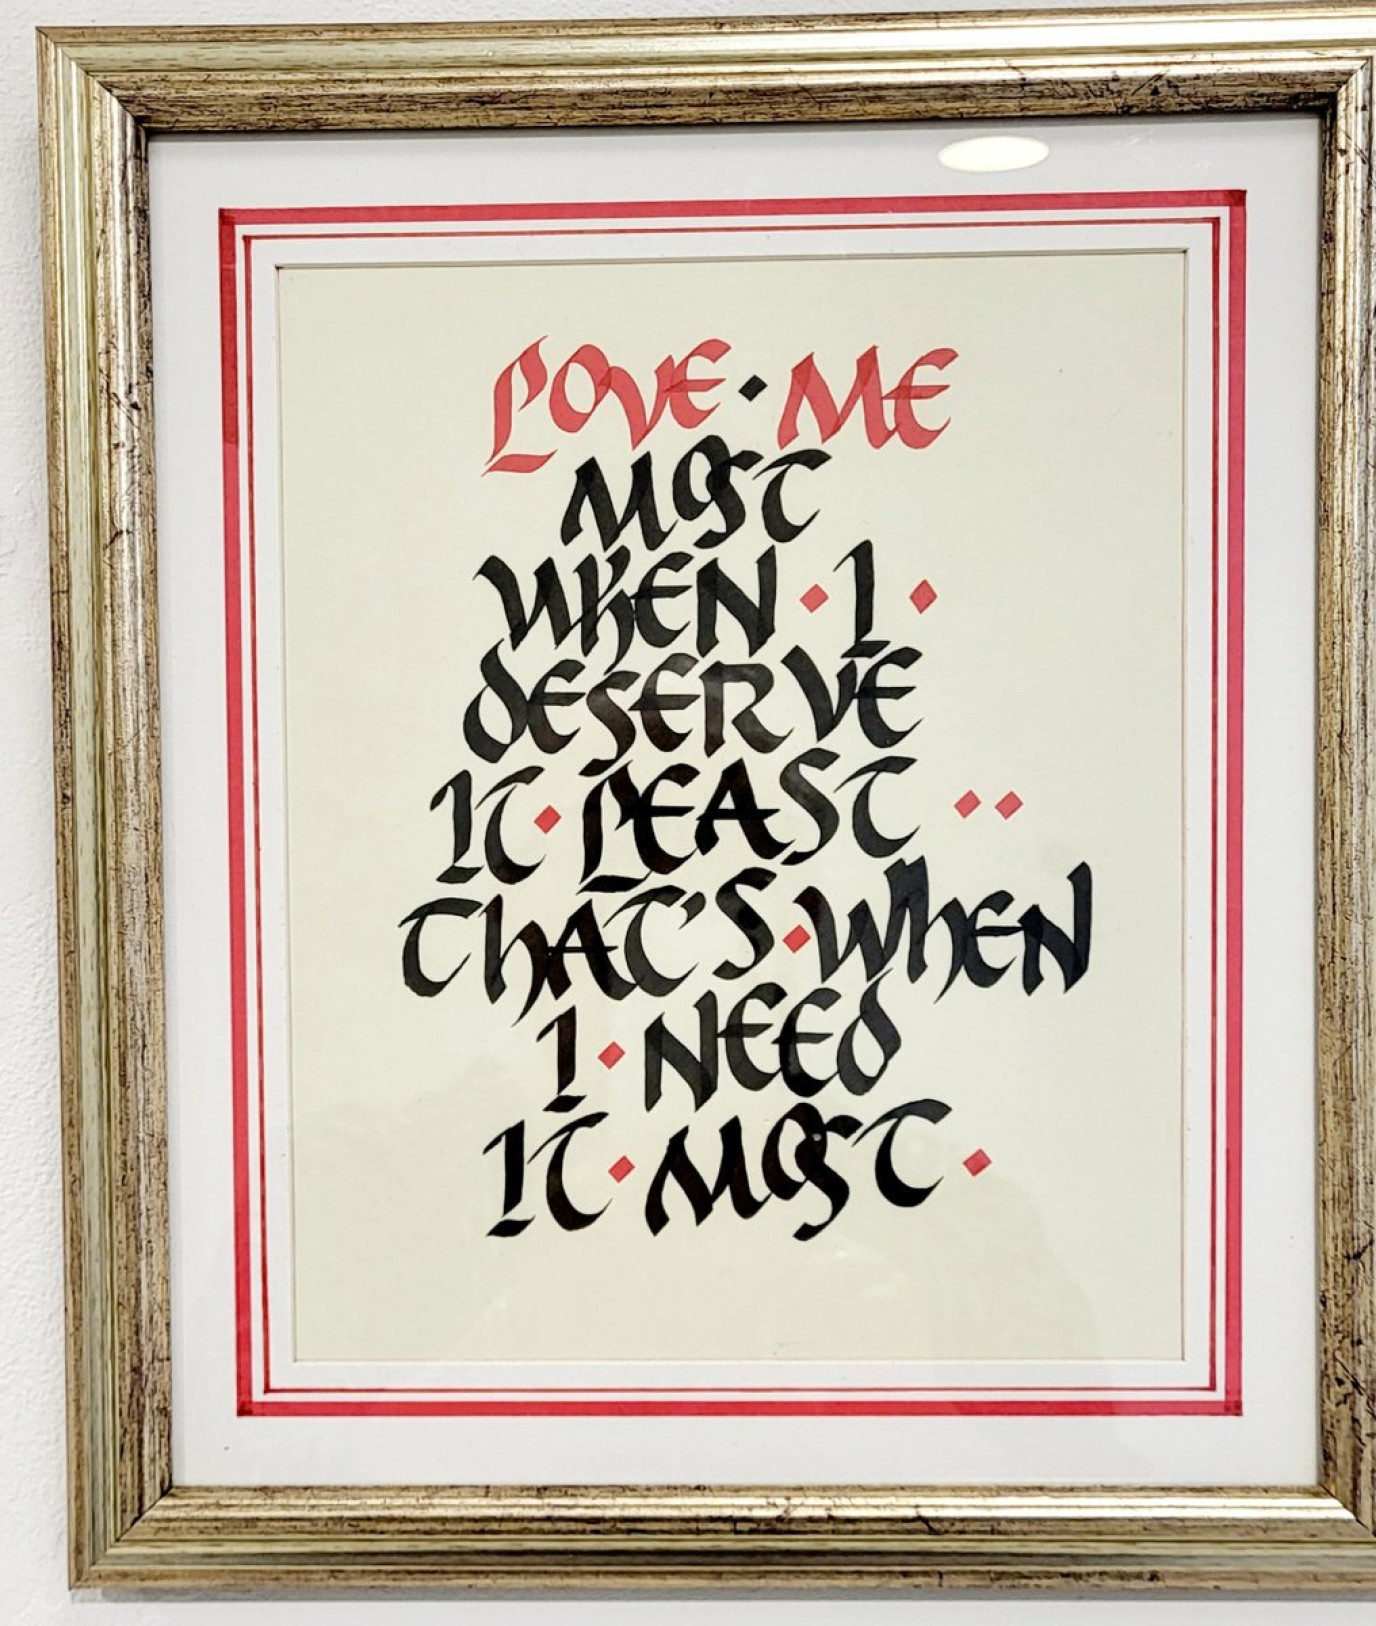 LOVE · ME
MOST
WHEN · I ·
DESERVE
IT · LEAST ··
THAT'S · WHEN
I · NEED
IT · MOST ·